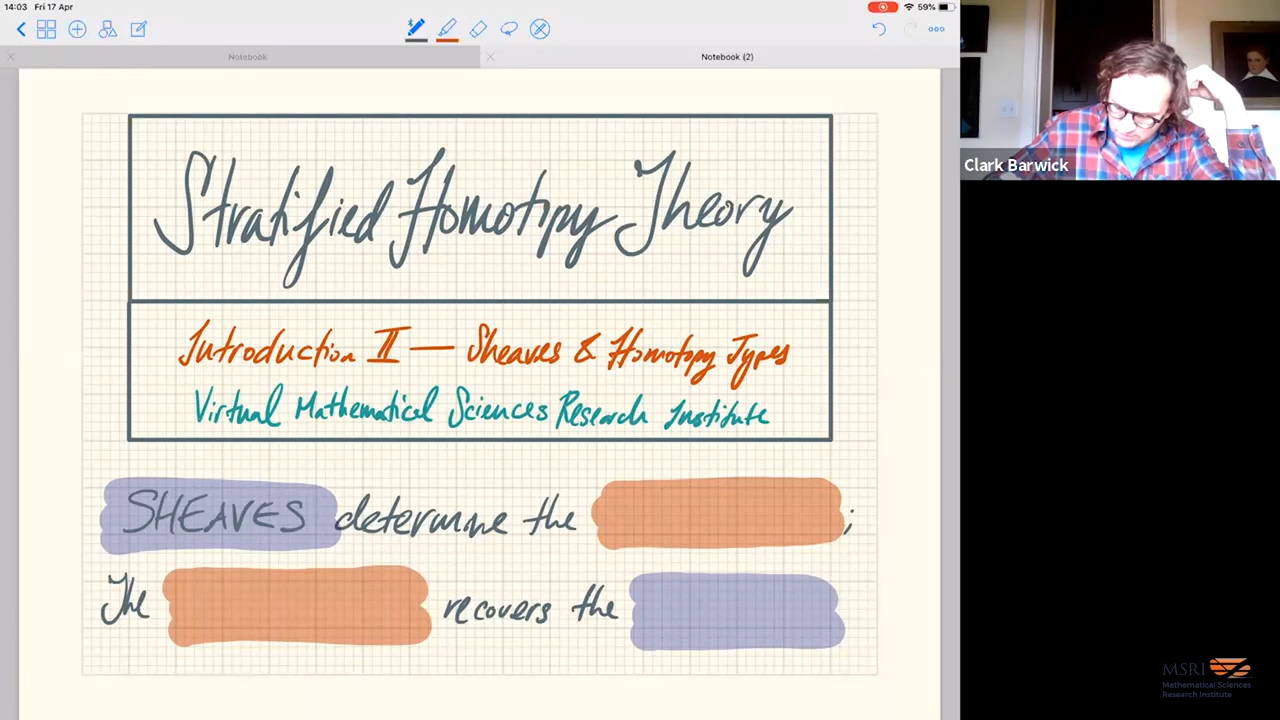 14:03 Fri 17 Apr
59%
Notebook
Notebook (2)
Stratified Homotopy Theory
Introduction II — Sheaves & Homotopy Types
Virtual Mathematical Sciences Research Institute
SHEAVES determine the ;
The recovers the
Clark Barwick
MSRI
Mathematical Sciences
Research Institute